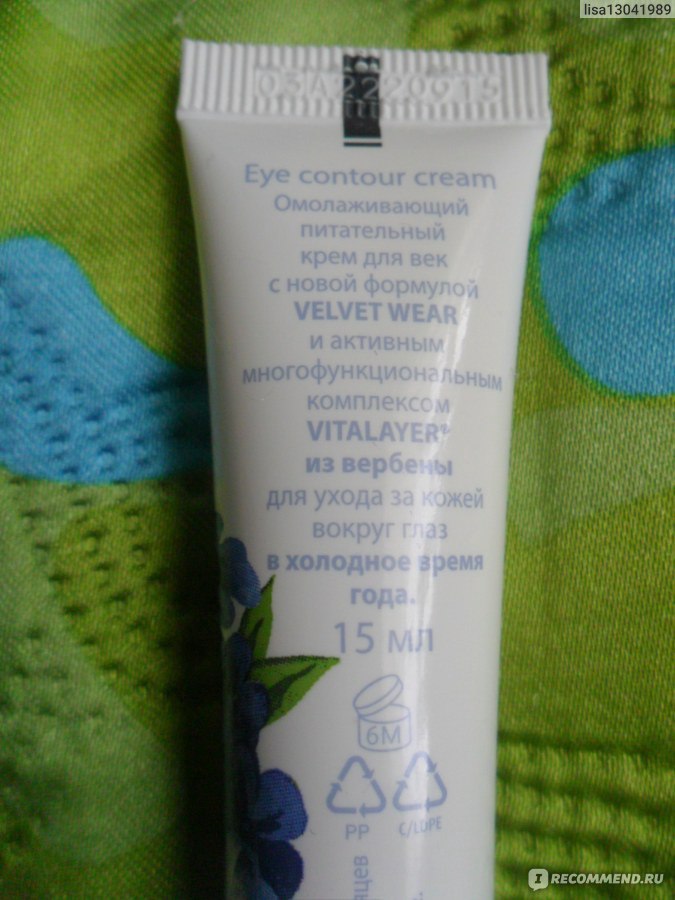 lisa13041989
05A2220915
Eye contour cream
Омолаживающий
питательный
крем для век
с новой формулой
VELVET WEAR
и активным
многофункциональным
комплексом
VITALAYER®
из вербены
для ухода за кожей
вокруг глаз
в холодное время
года.
15 мл
6M
PP C/LDPE
IRECOMMEND.RU